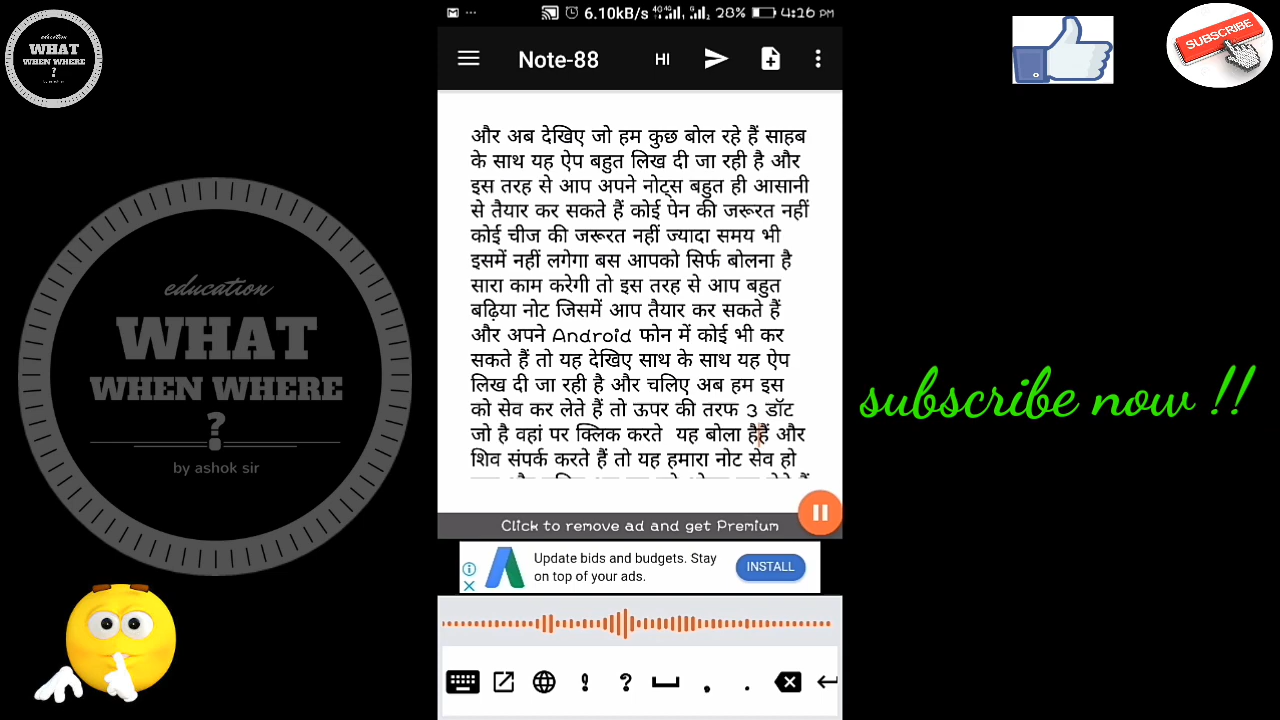 education
WHAT
WHEN WHERE
?
6.10kB/s 28% 4:16 PM
Note-88
HI
SUBSCRIBE
और अब देखिए जो हम कुछ बोल रहे हैं साहब
के साथ यह ऐप बहुत लिख दी जा रही है और
इस तरह से आप अपने नोट्स बहुत ही आसानी
से तैयार कर सकते हैं कोई पेन की जरूरत नहीं
कोई चीज की जरूरत नहीं ज्यादा समय भी
इसमें नहीं लगेगा बस आपको सिर्फ बोलना है
सारा काम करेगी तो इस तरह से आप बहुत
बढ़िया नोट जिसमें आप तैयार कर सकते हैं
और अपने Android फोन में कोई भी कर
सकते हैं तो यह देखिए साथ के साथ यह ऐप
लिख दी जा रही है और चलिए अब हम इस
को सेव कर लेते हैं तो ऊपर की तरफ 3 डॉट
जो है वहां पर क्लिक करते  यह बोला हैहैं और
शिव संपर्क करते हैं तो यह हमारा नोट सेव हो
education
WHAT
WHEN WHERE
?
by ashok sir
subscribe now !!
Click to remove ad and get Premium
Update bids and budgets. Stay
on top of your ads.
INSTALL
! ? , .